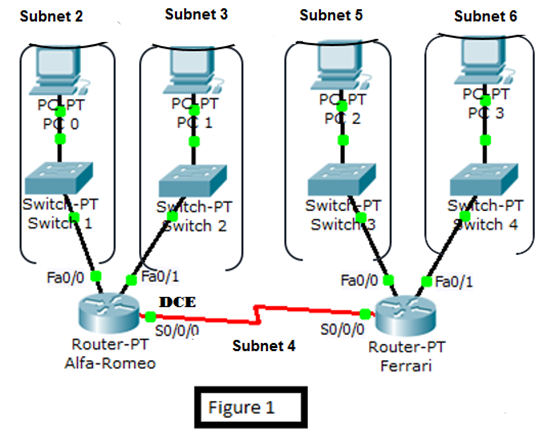 Subnet 2
Subnet 3
Subnet 5
Subnet 6
PC-PT
PC 0
PC-PT
PC 1
PC-PT
PC 2
PC-PT
PC 3
Switch-PT
Switch 1
Switch-PT
Switch 2
Switch-PT
Switch 3
Switch-PT
Switch 4
Fa0/0
Fa0/1
Fa0/0
Fa0/1
DCE
S0/0/0
S0/0/0
Router-PT
Alfa-Romeo
Subnet 4
Router-PT
Ferrari
Figure 1